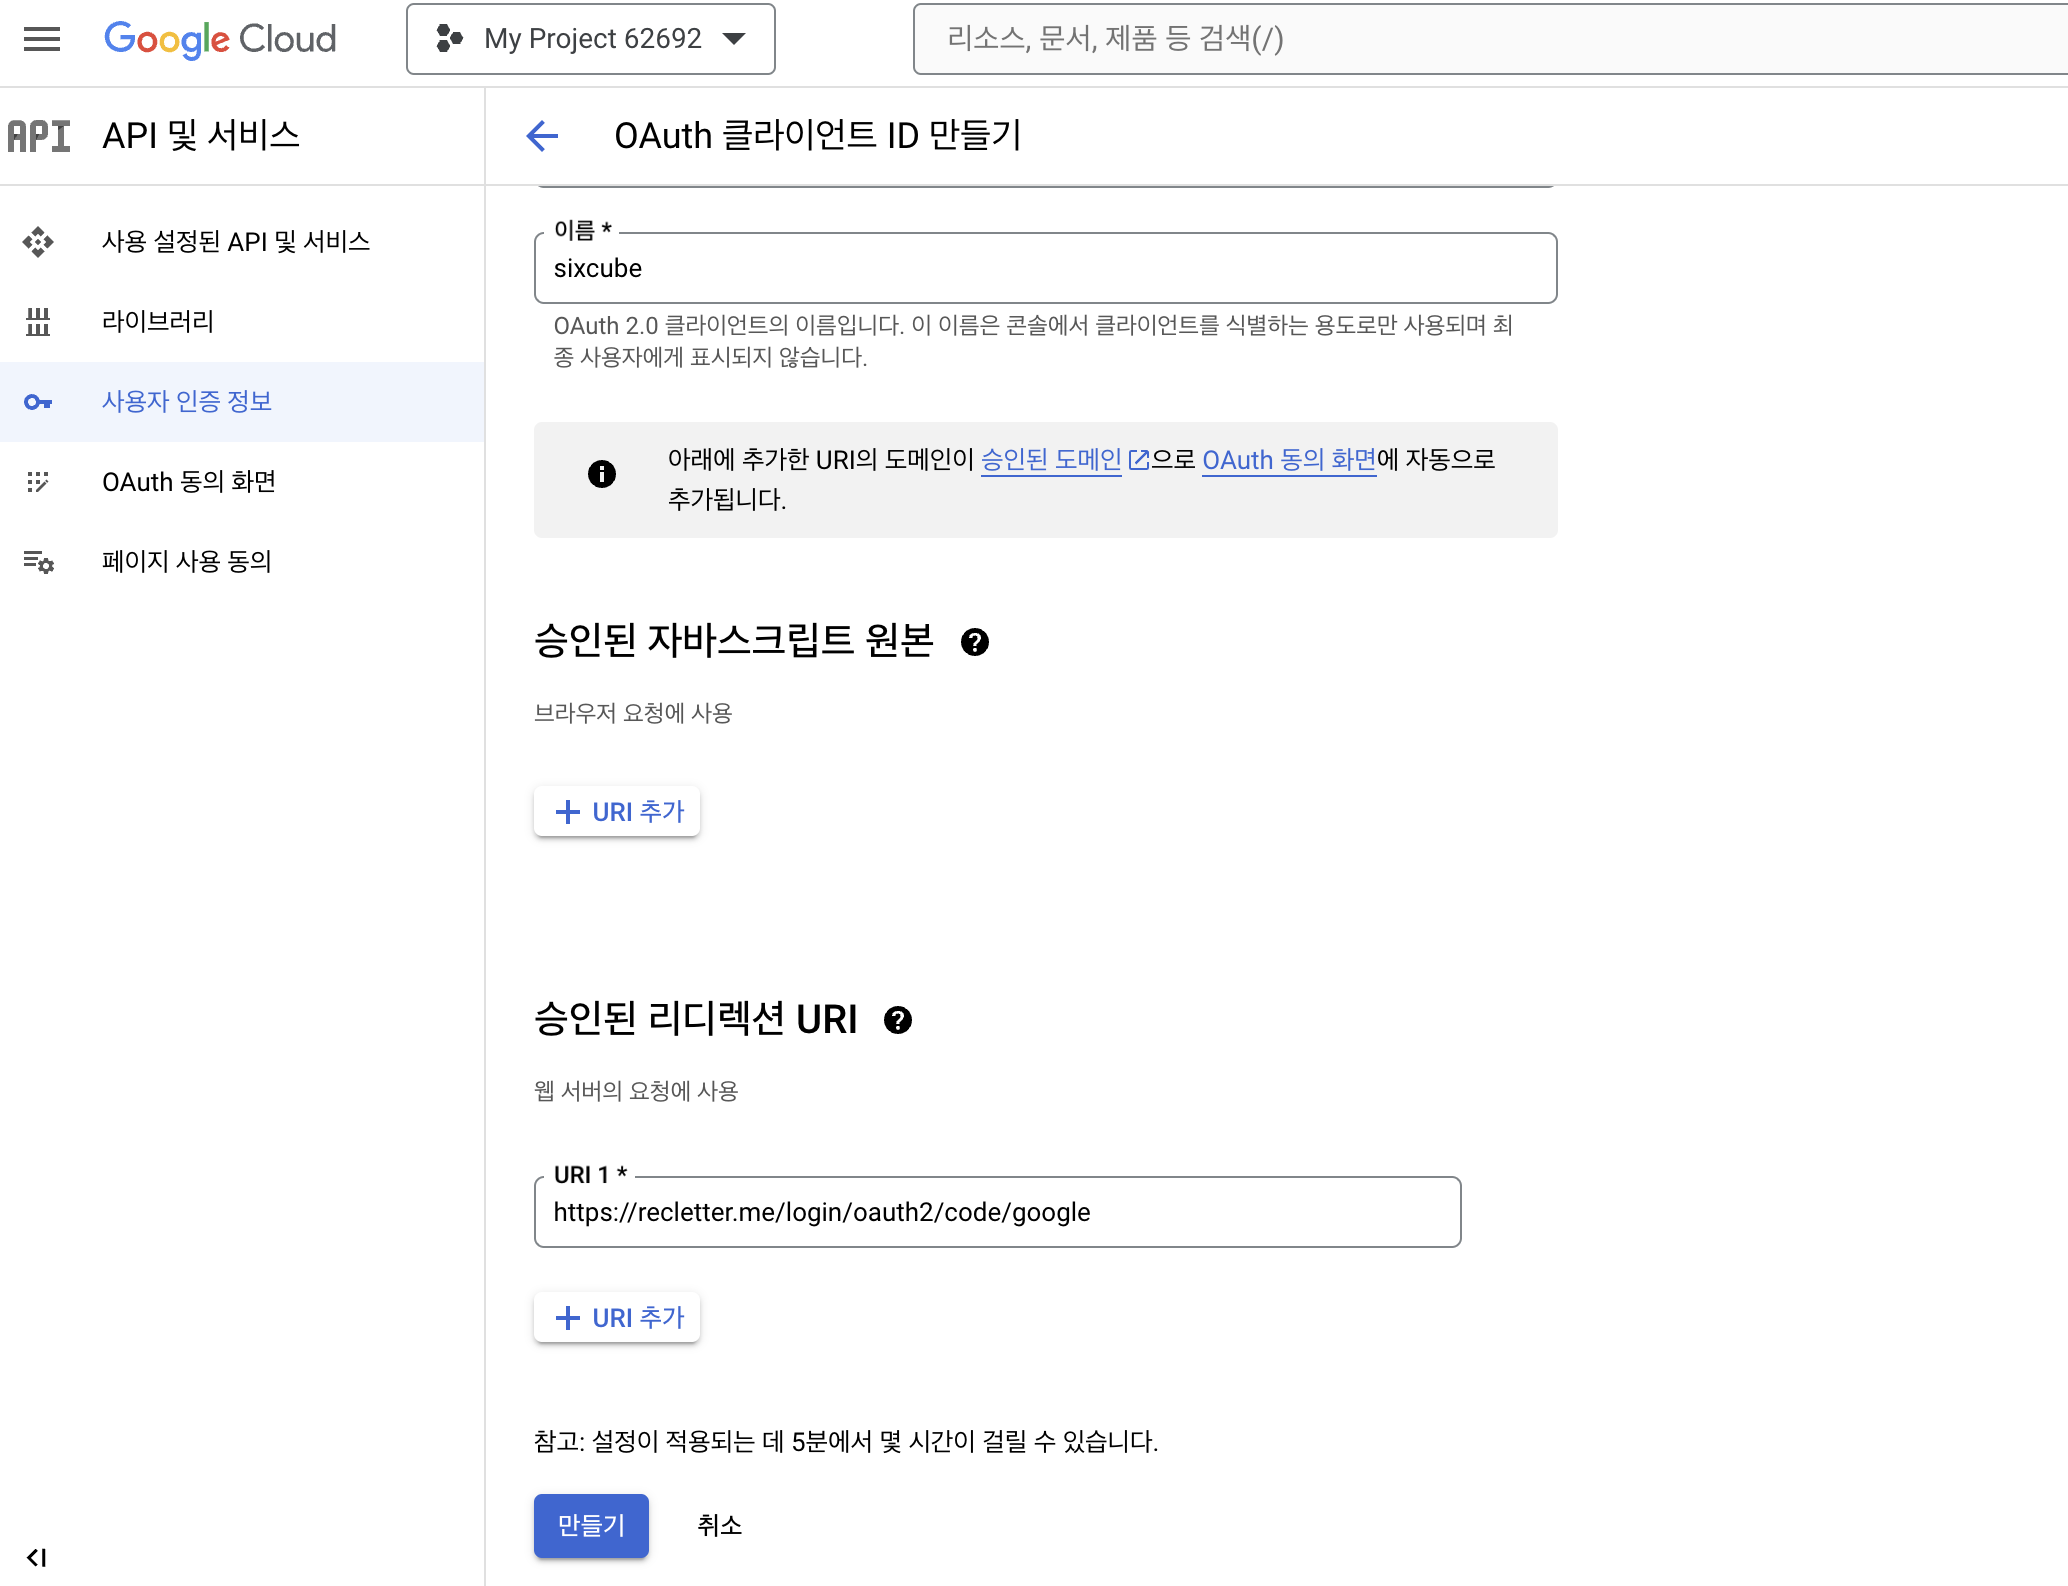 Google Cloud
My Project 62692
리소스, 문서, 제품 등 검색(/)
API
API 및 서비스
OAuth 클라이언트 ID 만들기
사용 설정된 API 및 서비스
라이브러리
사용자 인증 정보
OAuth 동의 화면
페이지 사용 동의
이름 *
sixcube
OAuth 2.0 클라이언트의 이름입니다. 이 이름은 콘솔에서 클라이언트를 식별하는 용도로만 사용되며 최
종 사용자에게 표시되지 않습니다.
아래에 추가한 URI의 도메인이 승인된 도메인으로 OAuth 동의 화면에 자동으로
추가됩니다.
승인된 자바스크립트 원본
브라우저 요청에 사용
URI 추가
승인된 리디렉션 URI
웹 서버의 요청에 사용
URI 1 *
https://recletter.me/login/oauth2/code/google
URI 추가
참고: 설정이 적용되는 데 5분에서 몇 시간이 걸릴 수 있습니다.
만들기
취소